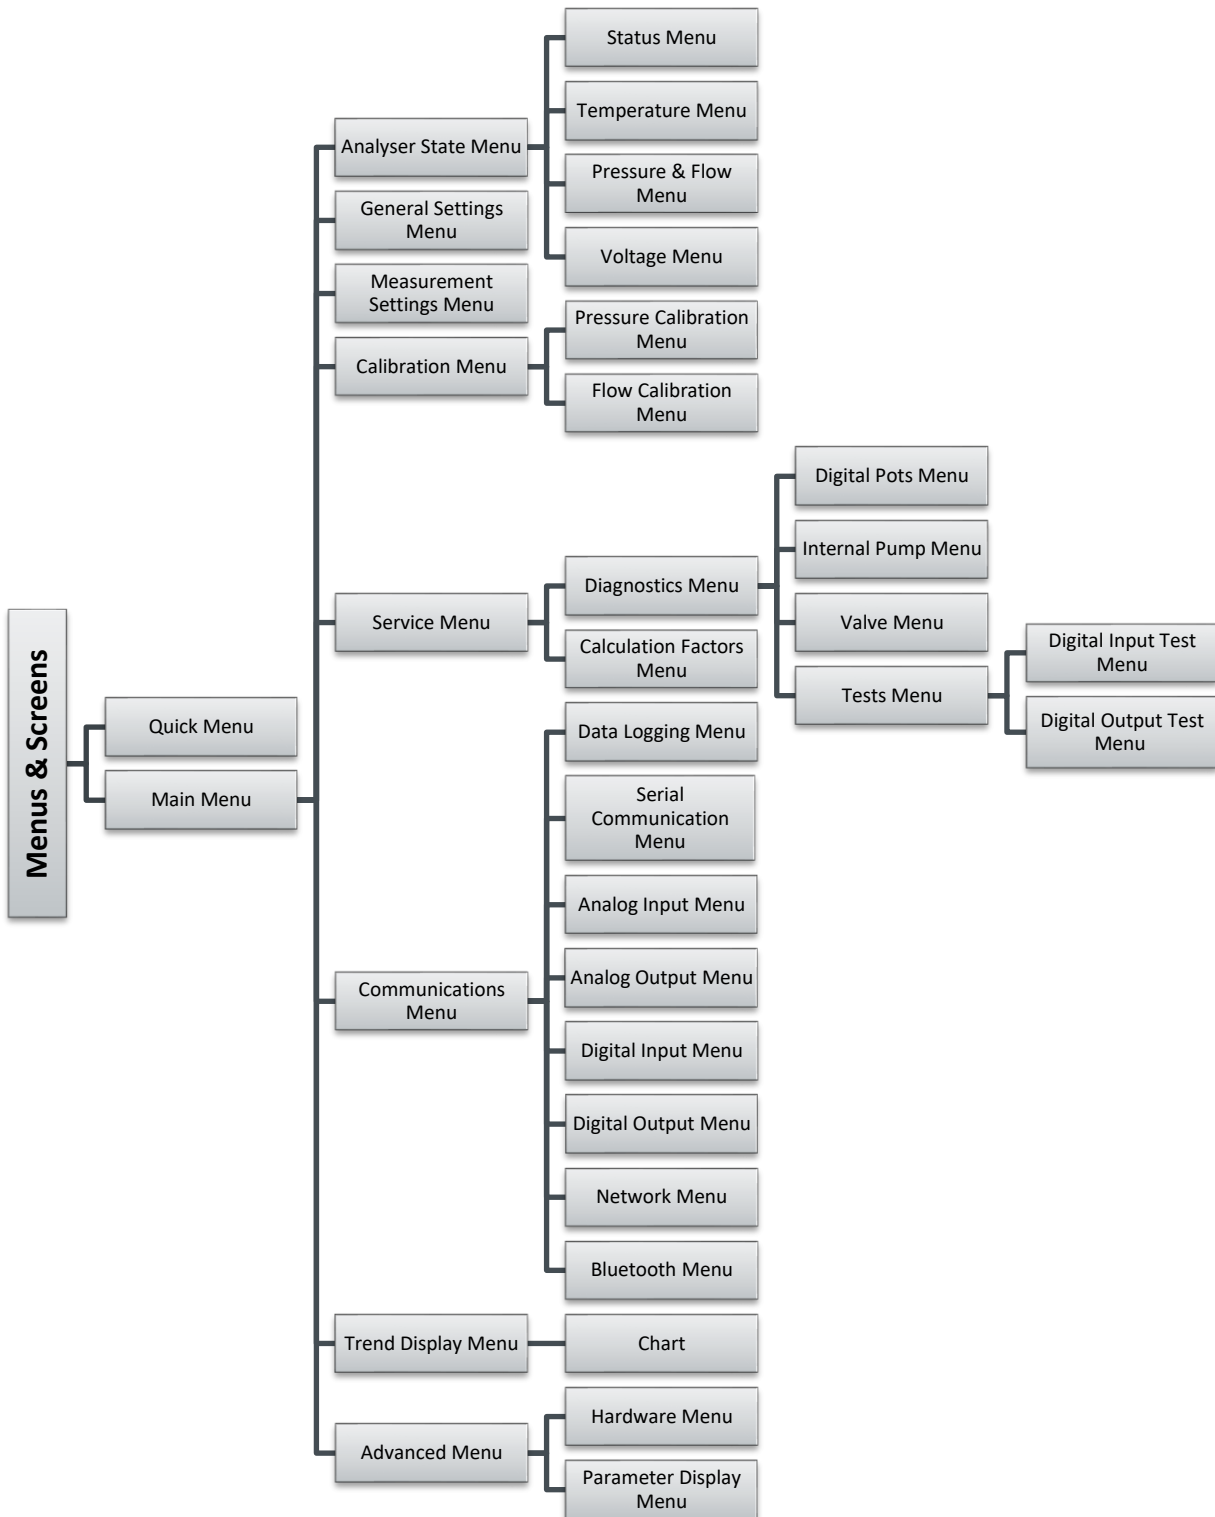 Menus & Screens
Quick Menu
Main Menu
Analyser State Menu
Status Menu
Temperature Menu
Pressure & Flow
Menu
Voltage Menu
General Settings
Menu
Measurement
Settings Menu
Calibration Menu
Pressure Calibration
Menu
Flow Calibration
Menu
Service Menu
Diagnostics Menu
Digital Pots Menu
Internal Pump Menu
Valve Menu
Tests Menu
Digital Input Test
Menu
Digital Output Test
Menu
Calculation Factors
Menu
Communications
Menu
Data Logging Menu
Serial
Communication
Menu
Analog Input Menu
Analog Output Menu
Digital Input Menu
Digital Output Menu
Network Menu
Bluetooth Menu
Trend Display Menu
Chart
Advanced Menu
Hardware Menu
Parameter Display
Menu